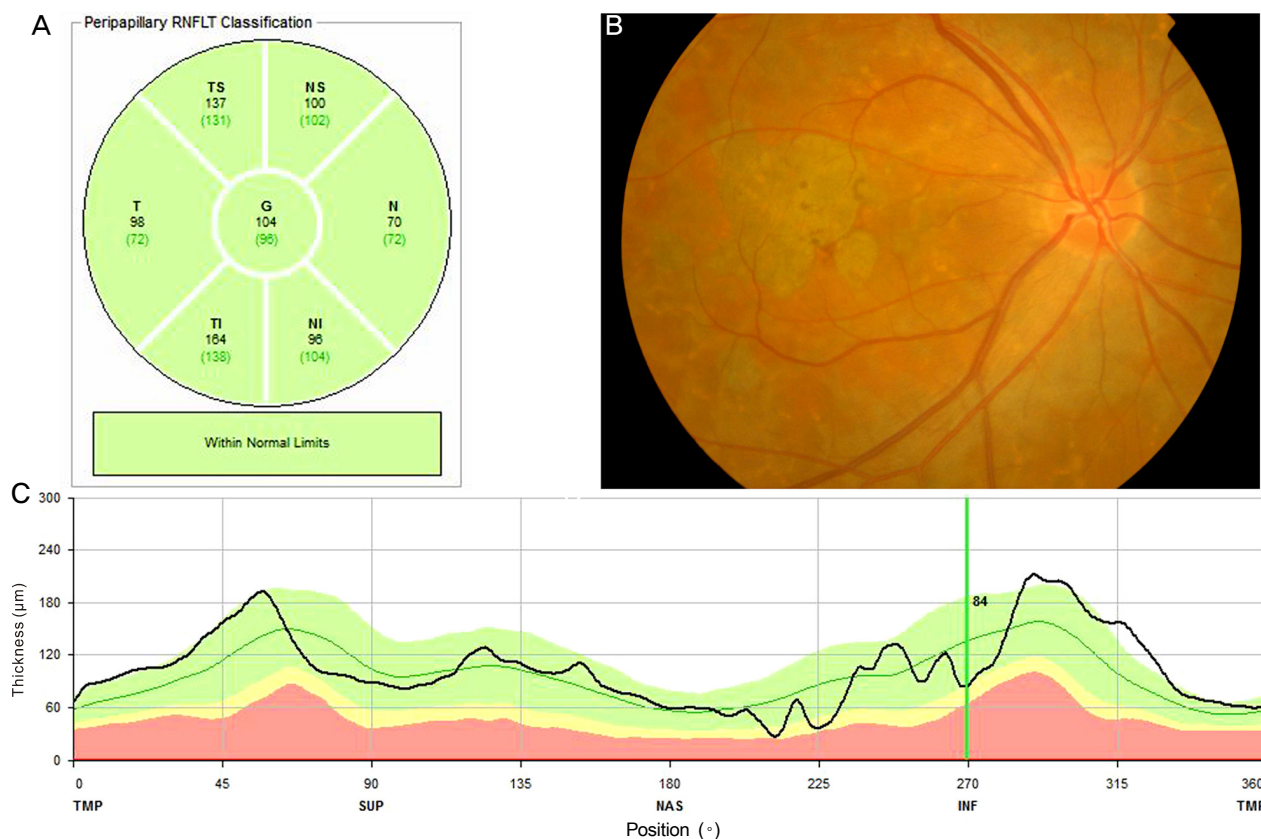 A
Peripapillary RNFLT Classification
TS
137
(131)
NS
100
(102)
T
98
(72)
G
104
(96)
N
70
(72)
TI
164
(138)
NI
96
(104)
Within Normal Limits
B
C
Thickness (μm)
300
240
180
120
60
0
84
0 45 90 135 180 225 270 315 360
TMP SUP NAS INF TMP
Position (°)